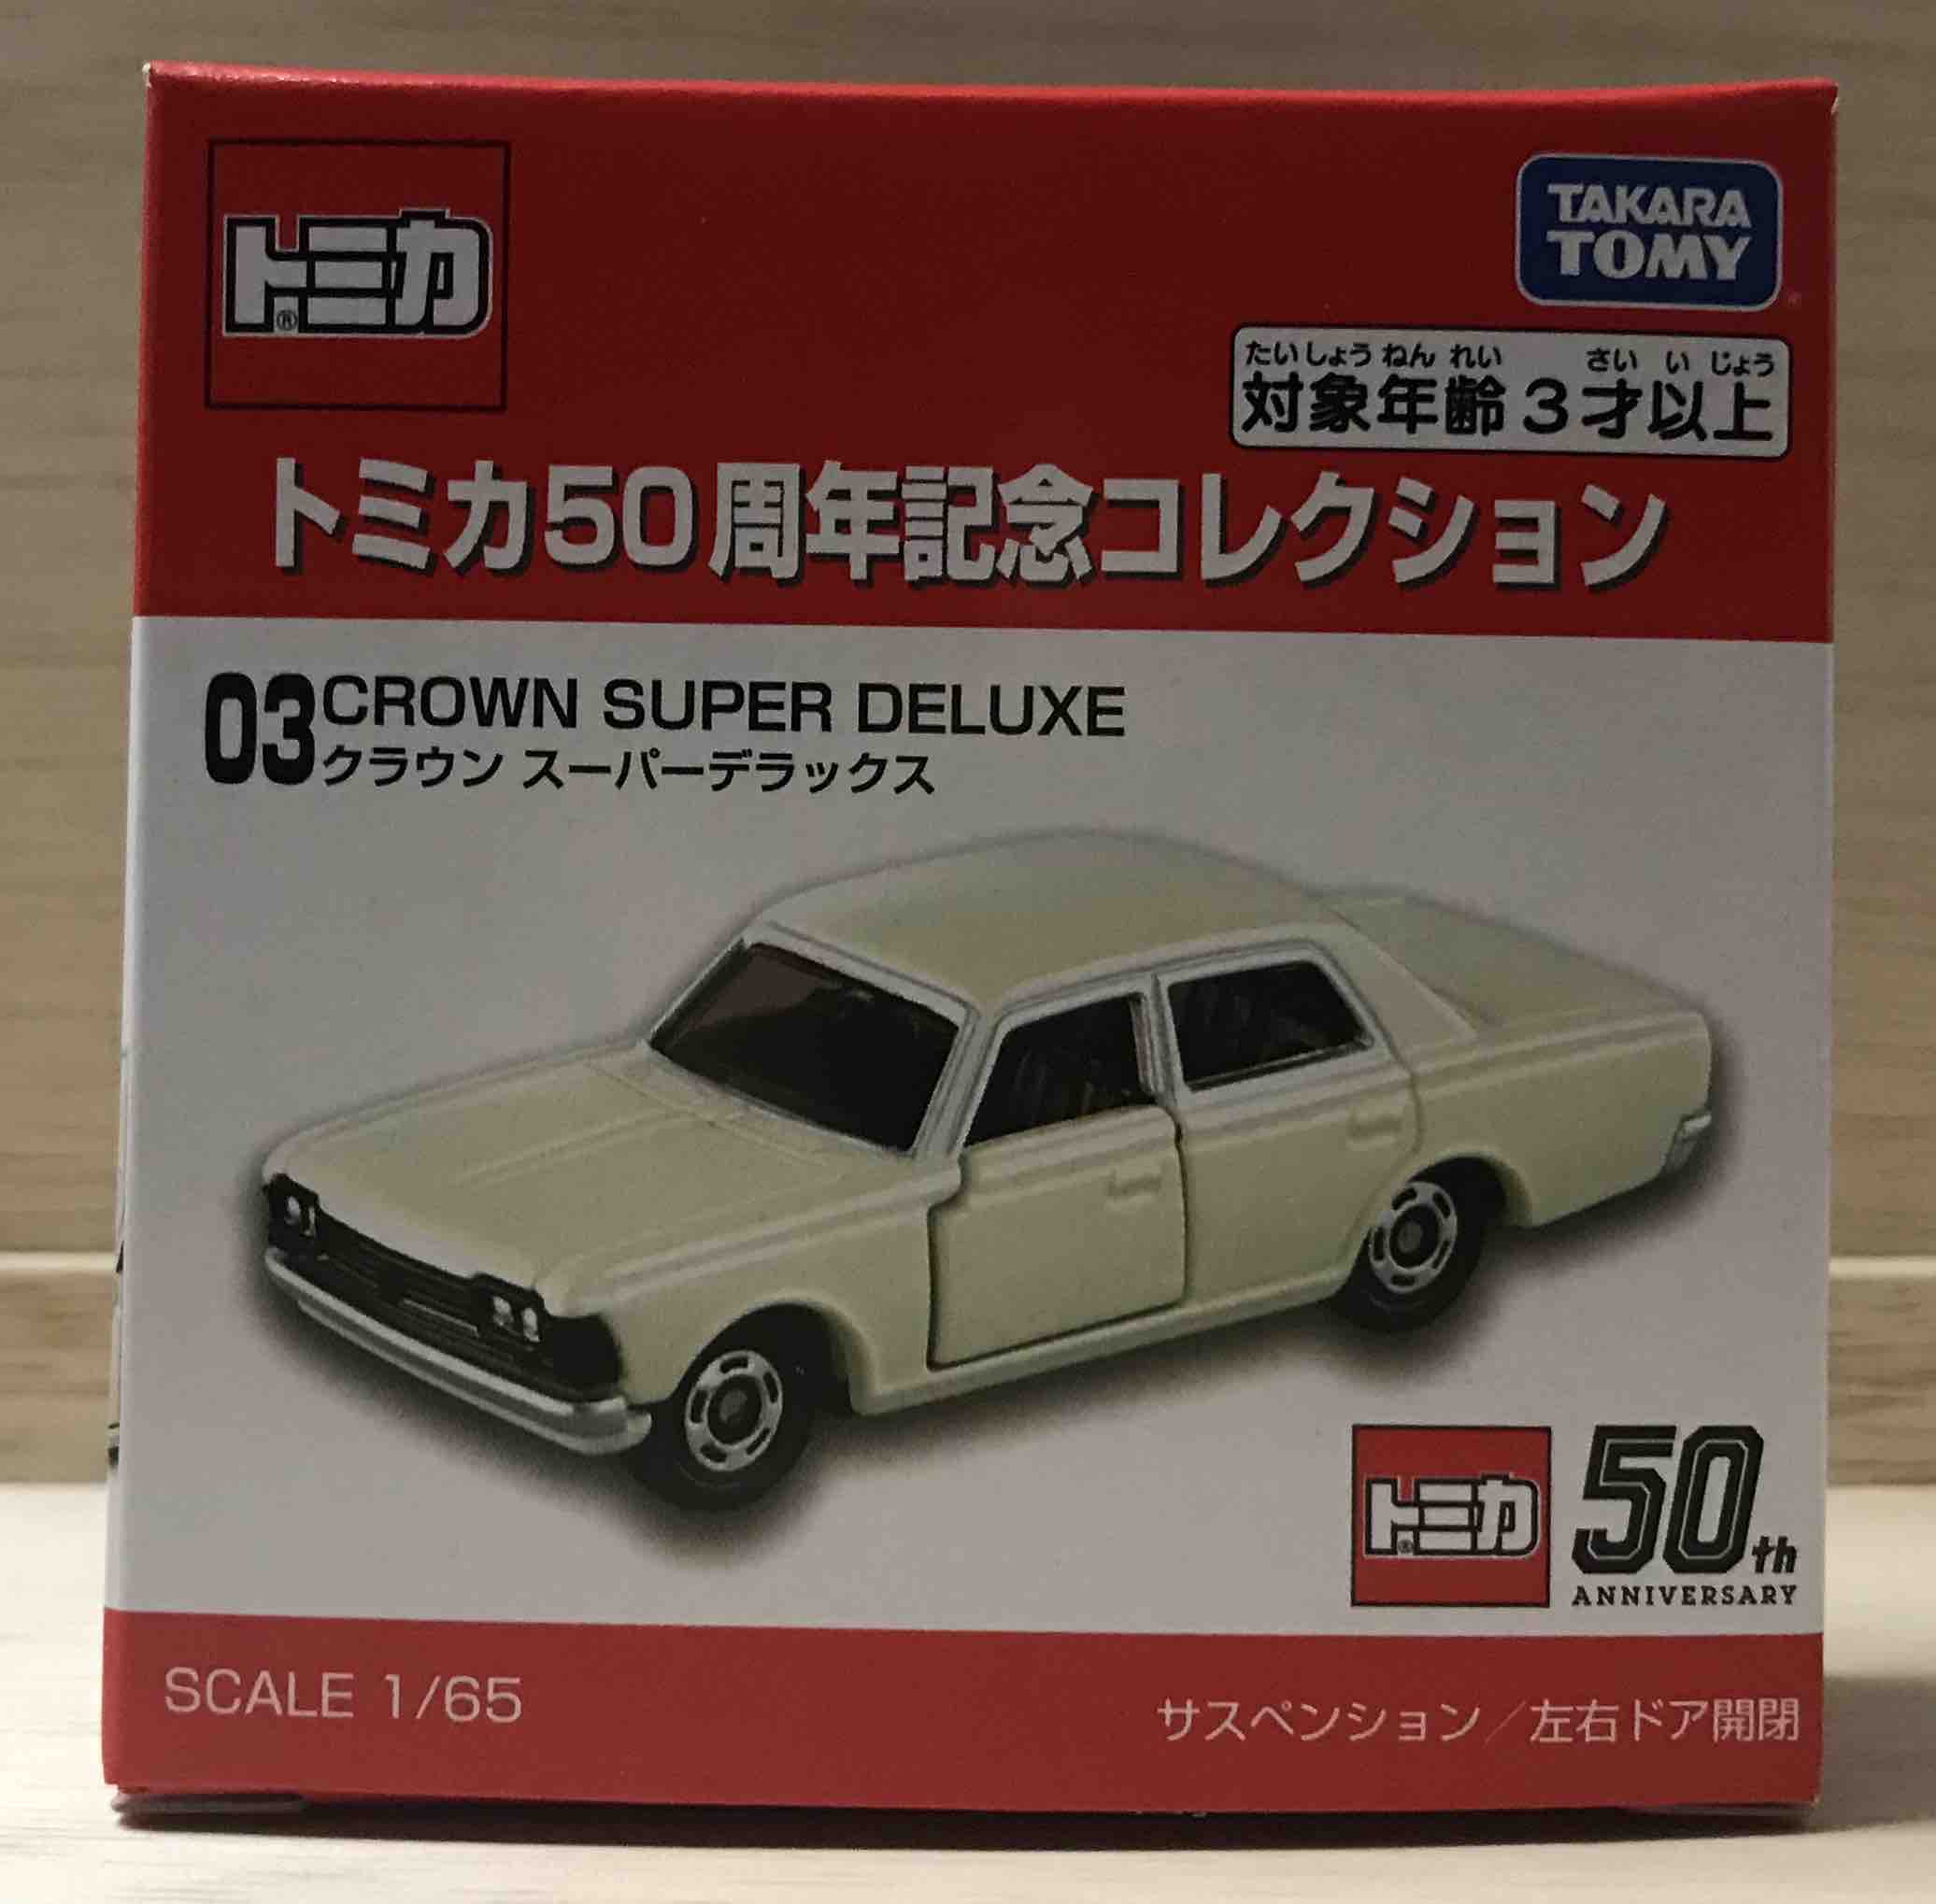 トミカ®
TAKARA
TOMY
たいしょうねんれい さいいじょう
対象年齢3才以上
トミカ50周年記念コレクション
03 CROWN SUPER DELUXE
クラウン スーパーデラックス
トミカ®
50th
ANNIVERSARY
SCALE 1/65
サスペンション／左右ドア開閉